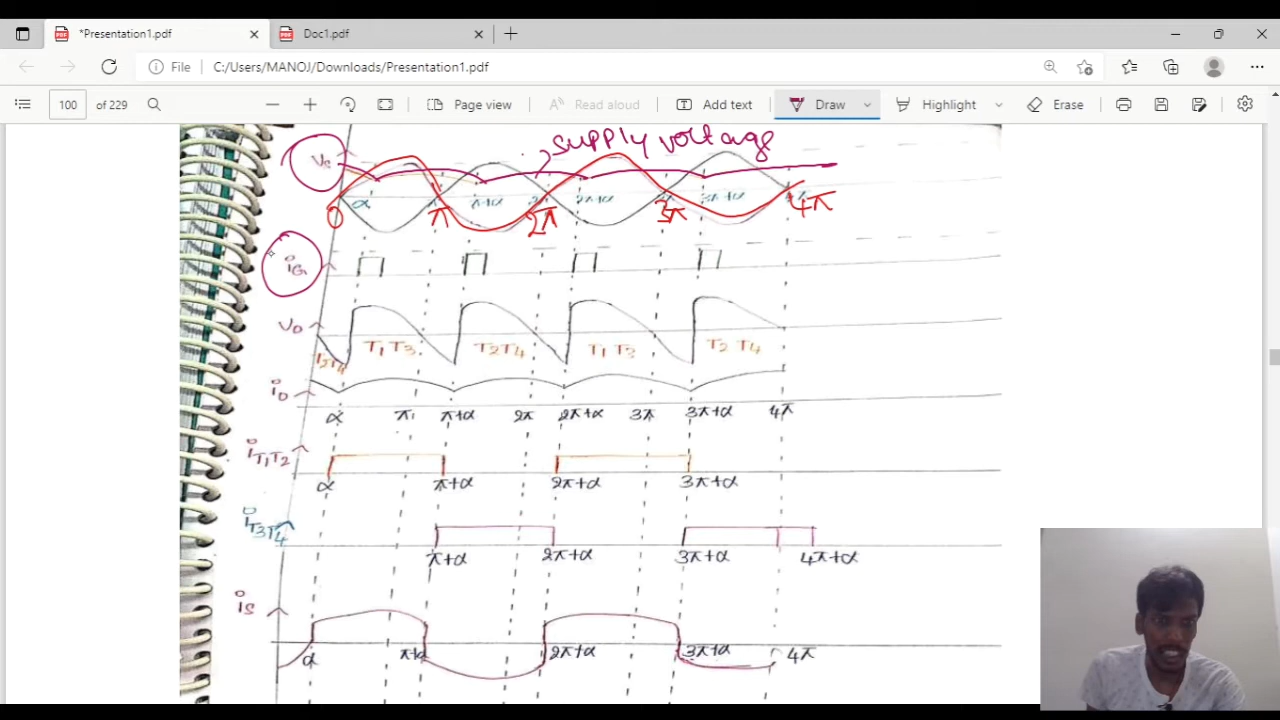 *Presentation1.pdf
Doc1.pdf
File C:/Users/MANOJ/Downloads/Presentation1.pdf
100 of 229
Page view
Read aloud
Add text
Draw
Highlight
Erase
supply voltage
Vs
0 α π π+α 2π 2π+α 3π 3π+α 4π
iG
Vo
T3T4 T1 T3 T2 T4 T1 T3 T2 T4
io
α π π+α 2π 2π+α 3π 3π+α 4π
iT1T2
α π+α 2π+α 3π+α
iT3T4
π+α 2π+α 3π+α 4π+α
is
α π+α 2π+α 3π+α 4π